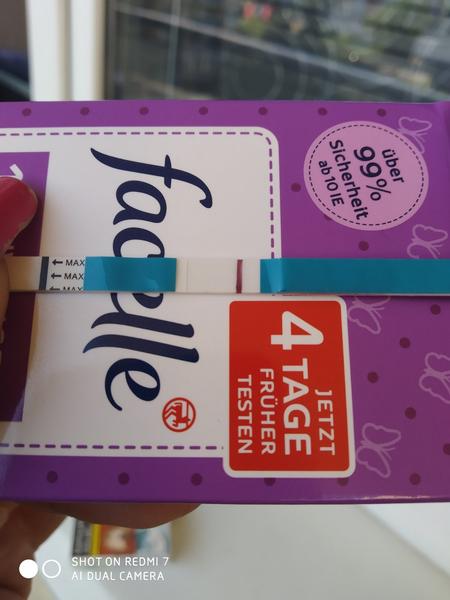 über
99%
Sicherheit
ab 10 IE
MAX
MAX
MAX
facelle
4 TAGE
JETZT
FRÜHER
TESTEN
SHOT ON REDMI 7
AI DUAL CAMERA